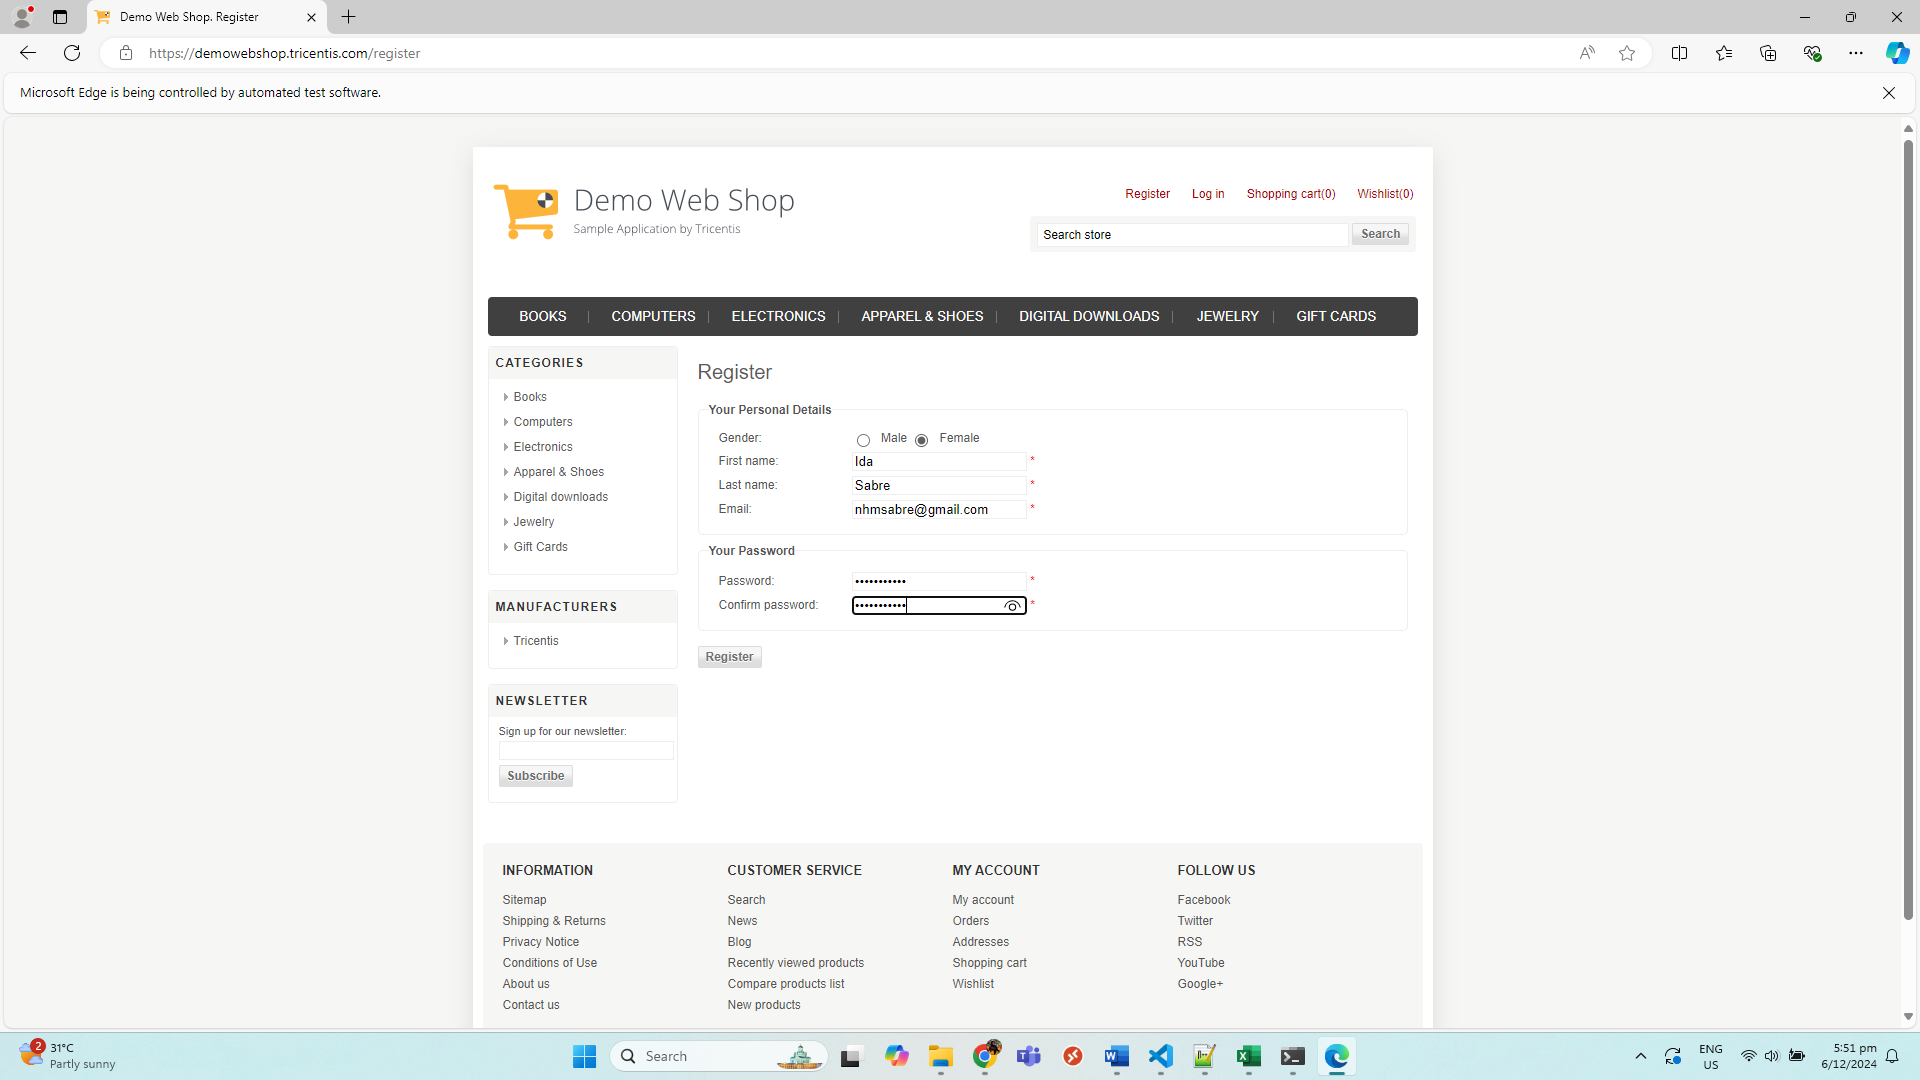 Demo Web Shop. Register
https://demowebshop.tricentis.com/register
Microsoft Edge is being controlled by automated test software.
Demo Web Shop
Sample Application by Tricentis
Register Log in Shopping cart(0) Wishlist(0)
Search store Search
BOOKS | COMPUTERS | ELECTRONICS | APPAREL & SHOES | DIGITAL DOWNLOADS | JEWELRY | GIFT CARDS
CATEGORIES
Books
Computers
Electronics
Apparel & Shoes
Digital downloads
Jewelry
Gift Cards
MANUFACTURERS
Tricentis
NEWSLETTER
Sign up for our newsletter:
Subscribe
Register
Your Personal Details
Gender: Male Female
First name: Ida *
Last name: Sabre *
Email: nhmsabre@gmail.com *
Your Password
Password: ••••••••••• *
Confirm password: ••••••••••• *
Register
INFORMATION
Sitemap
Shipping & Returns
Privacy Notice
Conditions of Use
About us
Contact us
CUSTOMER SERVICE
Search
News
Blog
Recently viewed products
Compare products list
New products
MY ACCOUNT
My account
Orders
Addresses
Shopping cart
Wishlist
FOLLOW US
Facebook
Twitter
RSS
YouTube
Google+
2
31°C
Partly sunny
Search
ENG
US
5:51 pm
6/12/2024